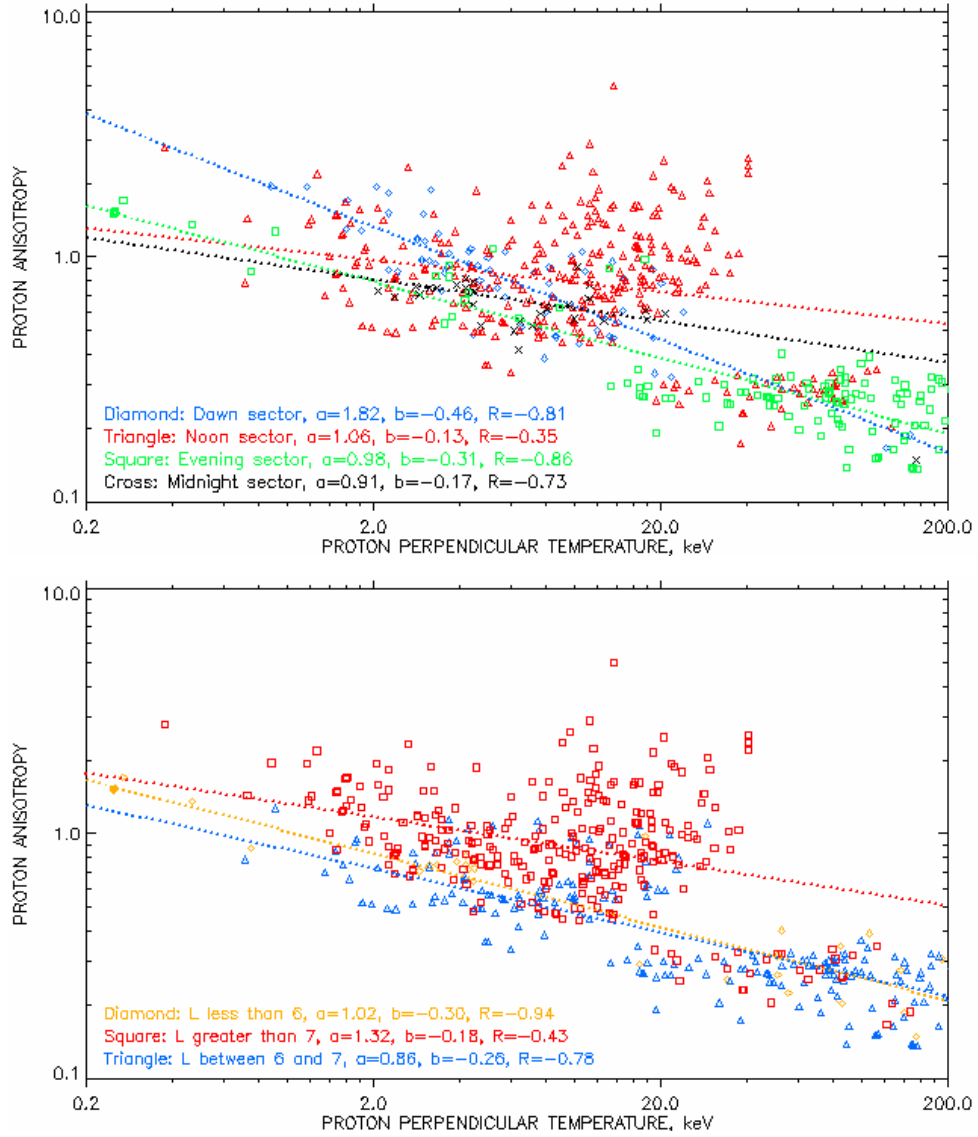 10.0
1.0
0.1
PROTON ANISOTROPY
Diamond: Dawn sector, a=1.82, b=−0.46, R=−0.81
Triangle: Noon sector, a=1.06, b=−0.13, R=−0.35
Square: Evening sector, a=0.98, b=−0.31, R=−0.86
Cross: Midnight sector, a=0.91, b=−0.17, R=−0.73
0.2 2.0 20.0 200.0
PROTON PERPENDICULAR TEMPERATURE, keV
10.0
1.0
0.1
PROTON ANISOTROPY
Diamond: L less than 6, a=1.02, b=−0.30, R=−0.94
Square: L greater than 7, a=1.32, b=−0.18, R=−0.43
Triangle: L between 6 and 7, a=0.86, b=−0.26, R=−0.78
0.2 2.0 20.0 200.0
PROTON PERPENDICULAR TEMPERATURE, keV